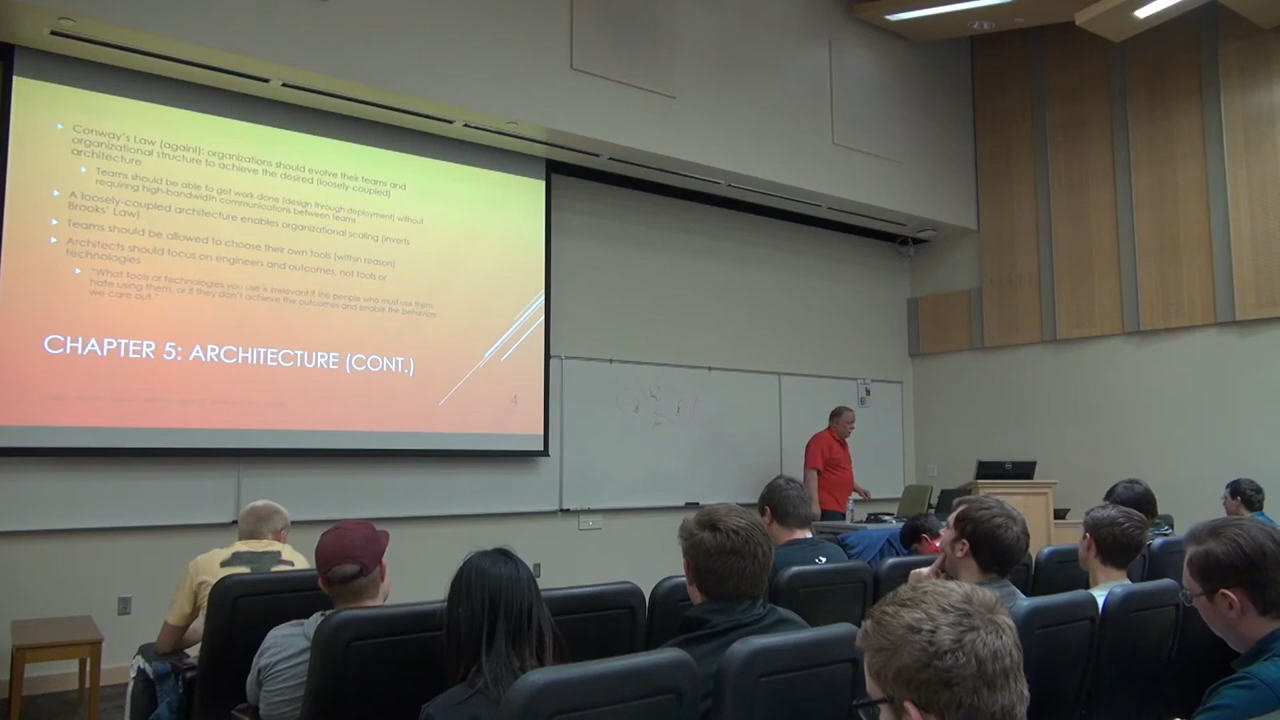 Conway's Law (again!): organizations should evolve their teams and
organizational structure to achieve the desired (loosely-coupled)
architecture
Teams should be able to get work done (design through deployment) without
requiring high-bandwidth communications between teams
A loosely-coupled architecture enables organizational scaling (inverts
Brooks' Law)
Teams should be allowed to choose their own tools (within reason)
Architects should focus on engineers and outcomes, not tools or
technologies
"What tools or technologies you use is irrelevant if the people who must use them
hate using them, or if they don't achieve the outcomes and enable the behaviors
we care out."
CHAPTER 5: ARCHITECTURE (CONT.)
4